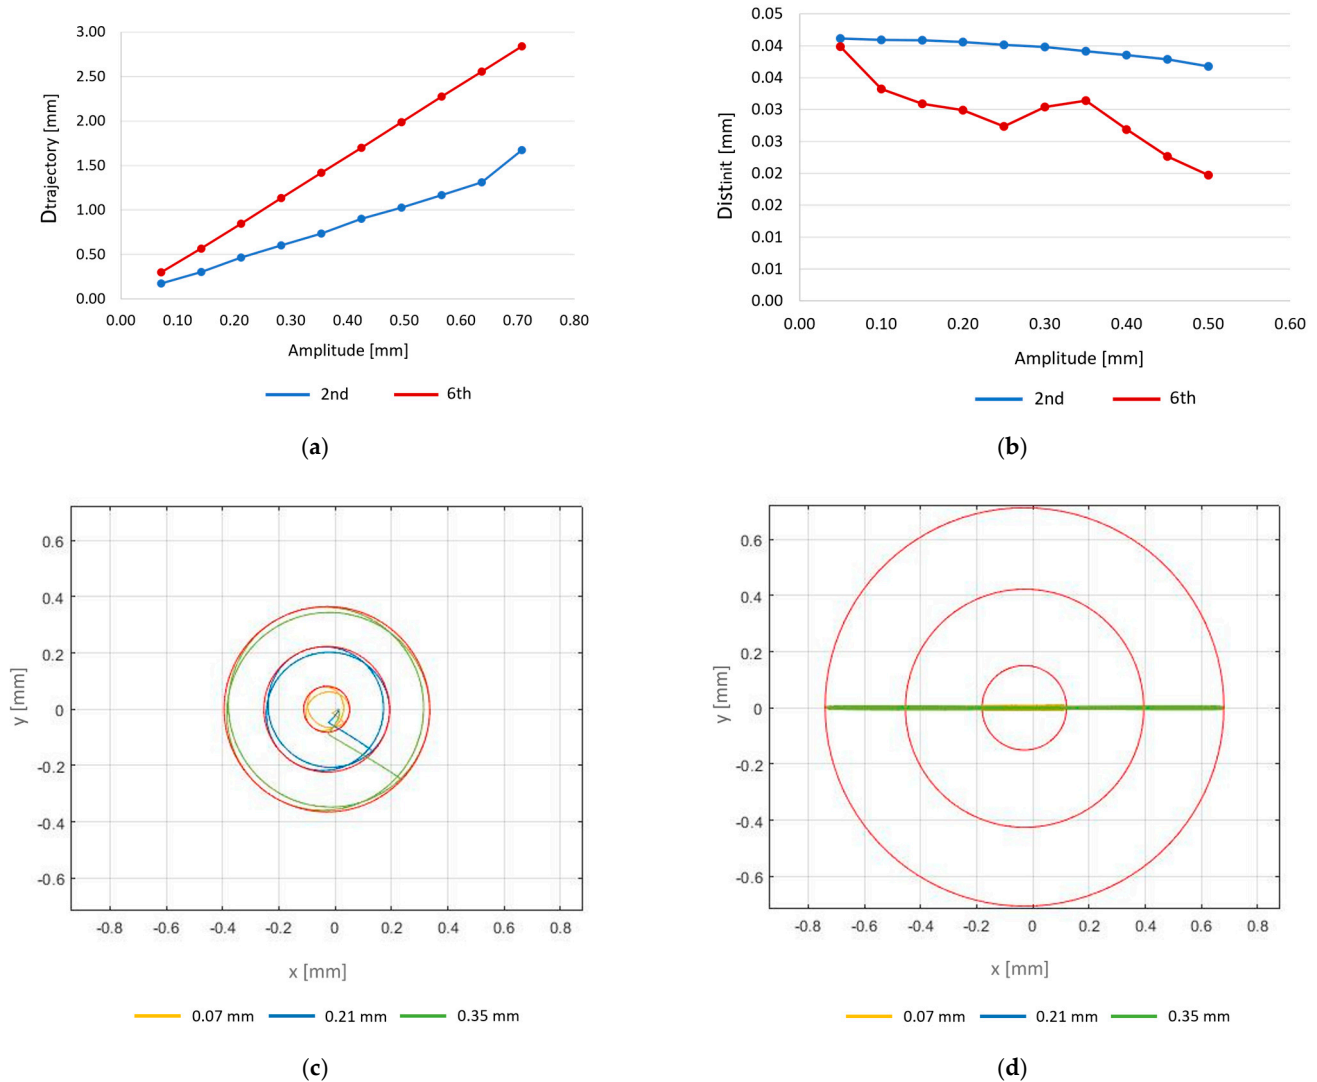 3.00
2.50
2.00
1.50
1.00
0.50
0.00
Dtrajectory [mm]
0.00 0.10 0.20 0.30 0.40 0.50 0.60 0.70 0.80
Amplitude [mm]
2nd 6th
(a)
0.05
0.04
0.04
0.03
0.03
0.02
0.02
0.01
0.01
0.00
Distinit [mm]
0.00 0.10 0.20 0.30 0.40 0.50 0.60
Amplitude [mm]
2nd 6th
(b)
0.6
0.4
0.2
0
-0.2
-0.4
-0.6
y [mm]
-0.8 -0.6 -0.4 -0.2 0 0.2 0.4 0.6 0.8
x [mm]
0.07 mm 0.21 mm 0.35 mm
(c)
0.6
0.4
0.2
0
-0.2
-0.4
-0.6
y [mm]
-0.8 -0.6 -0.4 -0.2 0 0.2 0.4 0.6 0.8
x [mm]
0.07 mm 0.21 mm 0.35 mm
(d)